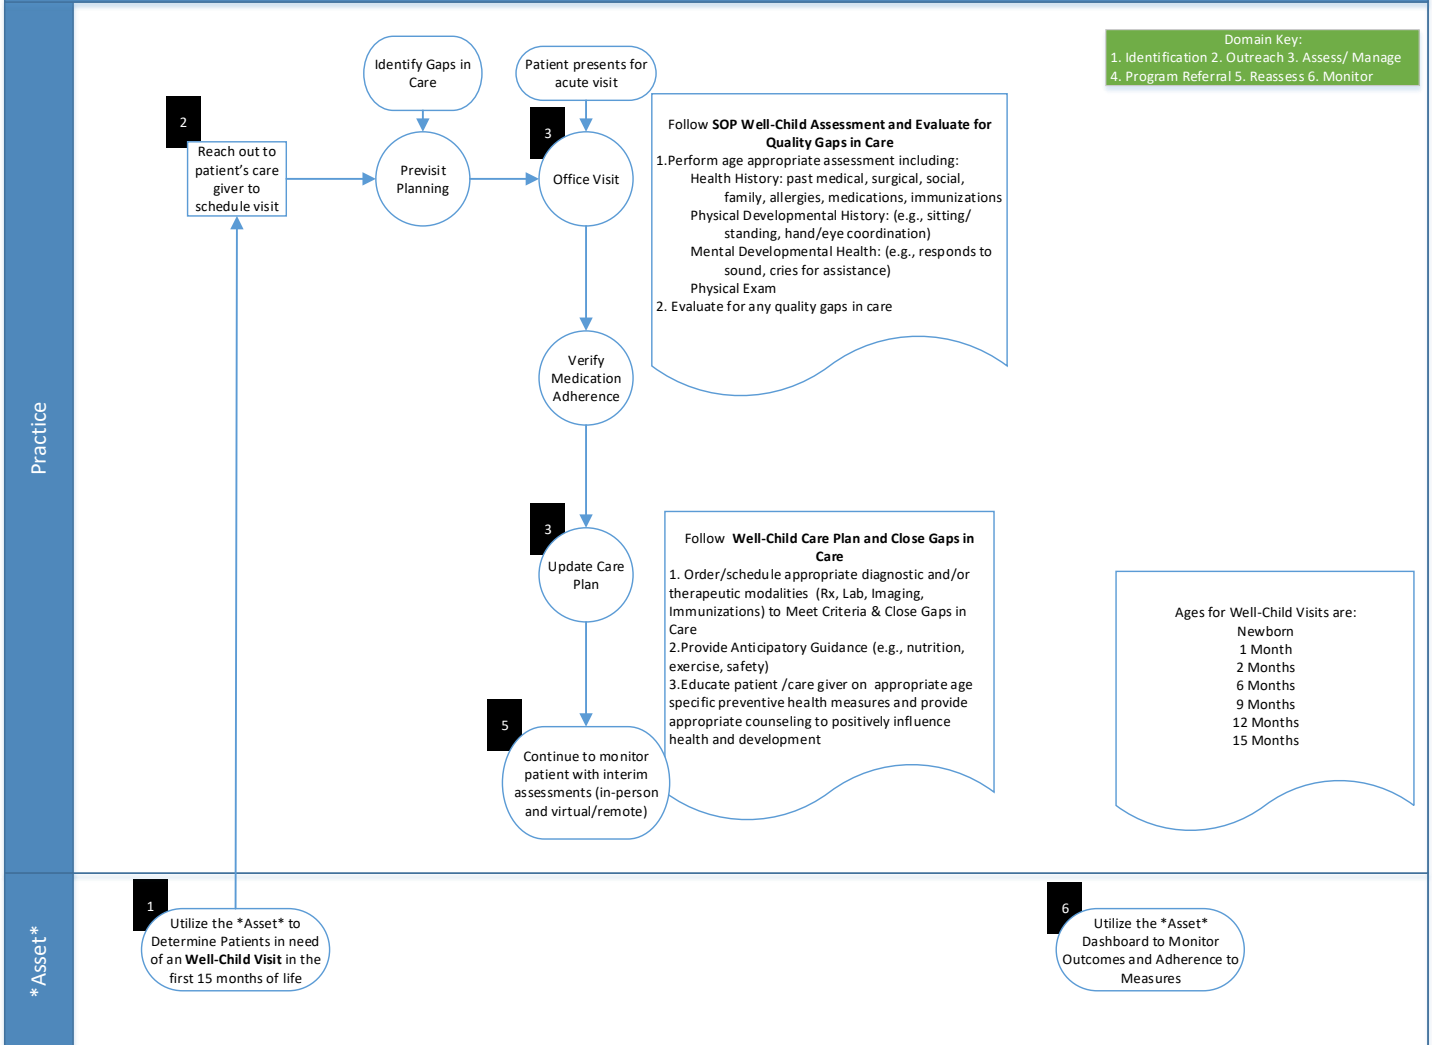 Domain Key:
1. Identification 2. Outreach 3. Assess/ Manage
4. Program Referral 5. Reassess 6. Monitor
Practice
2
Reach out to
patient's care
giver to
schedule visit
Identify Gaps in
Care
Previsit
Planning
Patient presents for
acute visit
3
Office Visit
Follow SOP Well-Child Assessment and Evaluate for
Quality Gaps in Care
1.Perform age appropriate assessment including:
Health History: past medical, surgical, social,
family, allergies, medications, immunizations
Physical Developmental History: (e.g., sitting/
standing, hand/eye coordination)
Mental Developmental Health: (e.g., responds to
sound, cries for assistance)
Physical Exam
2. Evaluate for any quality gaps in care
Verify
Medication
Adherence
3
Update Care
Plan
Follow Well-Child Care Plan and Close Gaps in
Care
1. Order/schedule appropriate diagnostic and/or
therapeutic modalities (Rx, Lab, Imaging,
Immunizations) to Meet Criteria & Close Gaps in
Care
2.Provide Anticipatory Guidance (e.g., nutrition,
exercise, safety)
3.Educate patient /care giver on appropriate age
specific preventive health measures and provide
appropriate counseling to positively influence
health and development
5
Continue to monitor
patient with interim
assessments (in-person
and virtual/remote)
Ages for Well-Child Visits are:
Newborn
1 Month
2 Months
6 Months
9 Months
12 Months
15 Months
*Asset*
1
Utilize the *Asset* to
Determine Patients in need
of an Well-Child Visit in the
first 15 months of life
6
Utilize the *Asset*
Dashboard to Monitor
Outcomes and Adherence to
Measures